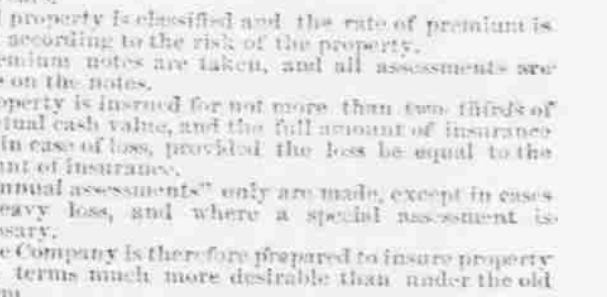 property is classified and the rate of premium is
according to the risk of the property.
emium notes are taken, and all assessments are
on the notes.
operty is insrued for not more than two thirds of
ctual cash value, and the full amount of insurance
in case of loss, provided the loss be equal to the
unt of insurance.
nnual assessments" only are made, except in cases
eavy loss, and where a special assessment is
ssary.
e Company is therefore prepared to insure property
terms much more desirable than under the old